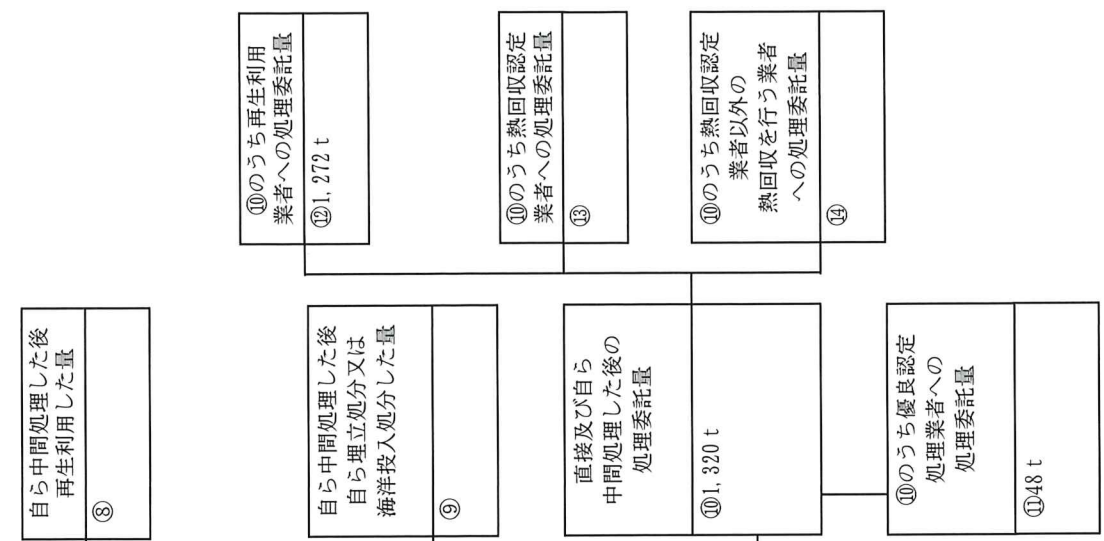 自ら中間処理した後
再生利用した量
⑧
自ら中間処理した後
自ら埋立処分又は
海洋投入処分した量
⑨
直接及び自ら
中間処理した後の
処理委託量
⑩1,320ｔ
⑩のうち優良認定
処理業者への
処理委託量
⑪48ｔ
⑩のうち再生利用
業者への処理委託量
⑫1,272ｔ
⑩のうち熱回収認定
業者への処理委託量
⑬
⑩のうち熱回収認定
業者以外の
熱回収を行う業者
への処理委託量
⑭